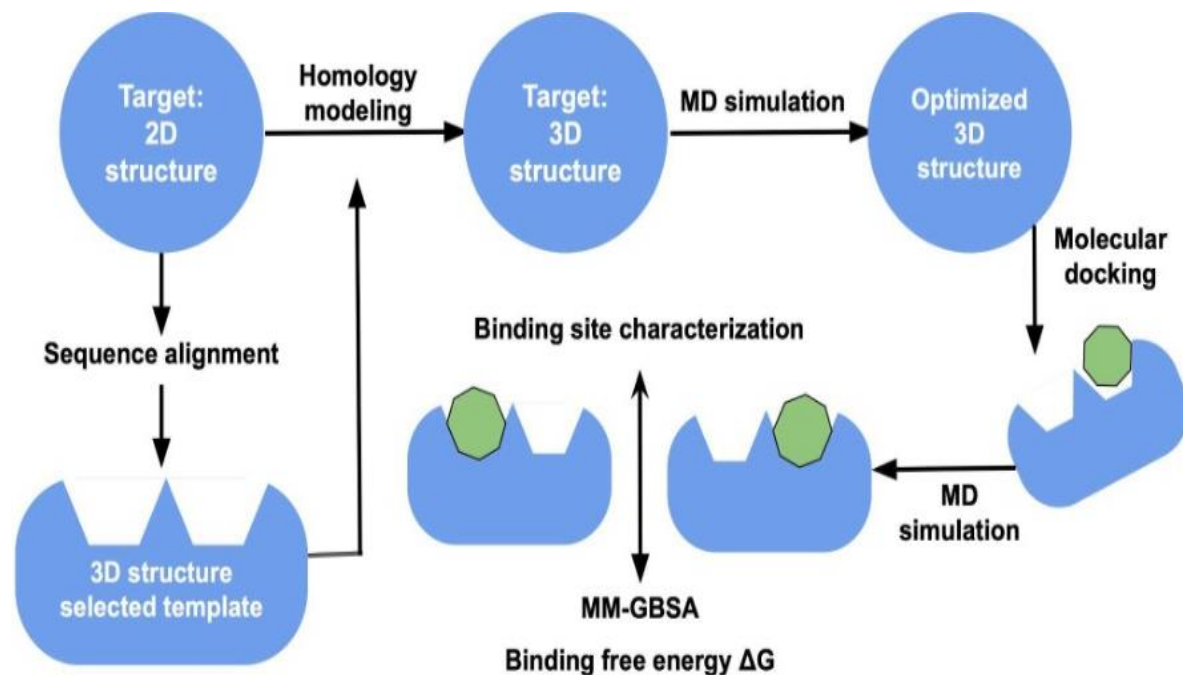 Target:
2D
structure
Homology
modeling
Target:
3D
structure
MD simulation
Optimized
3D
structure
Molecular
docking
Sequence alignment
3D structure
selected template
Binding site characterization
MD
simulation
MM-GBSA
Binding free energy ΔG